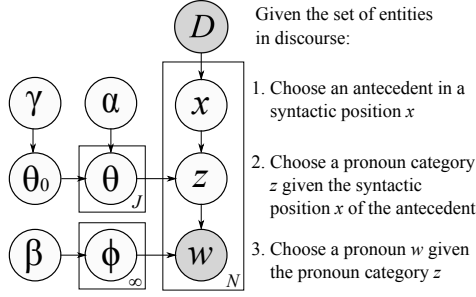 D
Given the set of entities
in discourse:
γ
α
x
1. Choose an antecedent in a
syntactic position x
θ0
θ
J
z
2. Choose a pronoun category
z given the syntactic
position x of the antecedent
β
ϕ
∞
w
N
3. Choose a pronoun w given
the pronoun category z